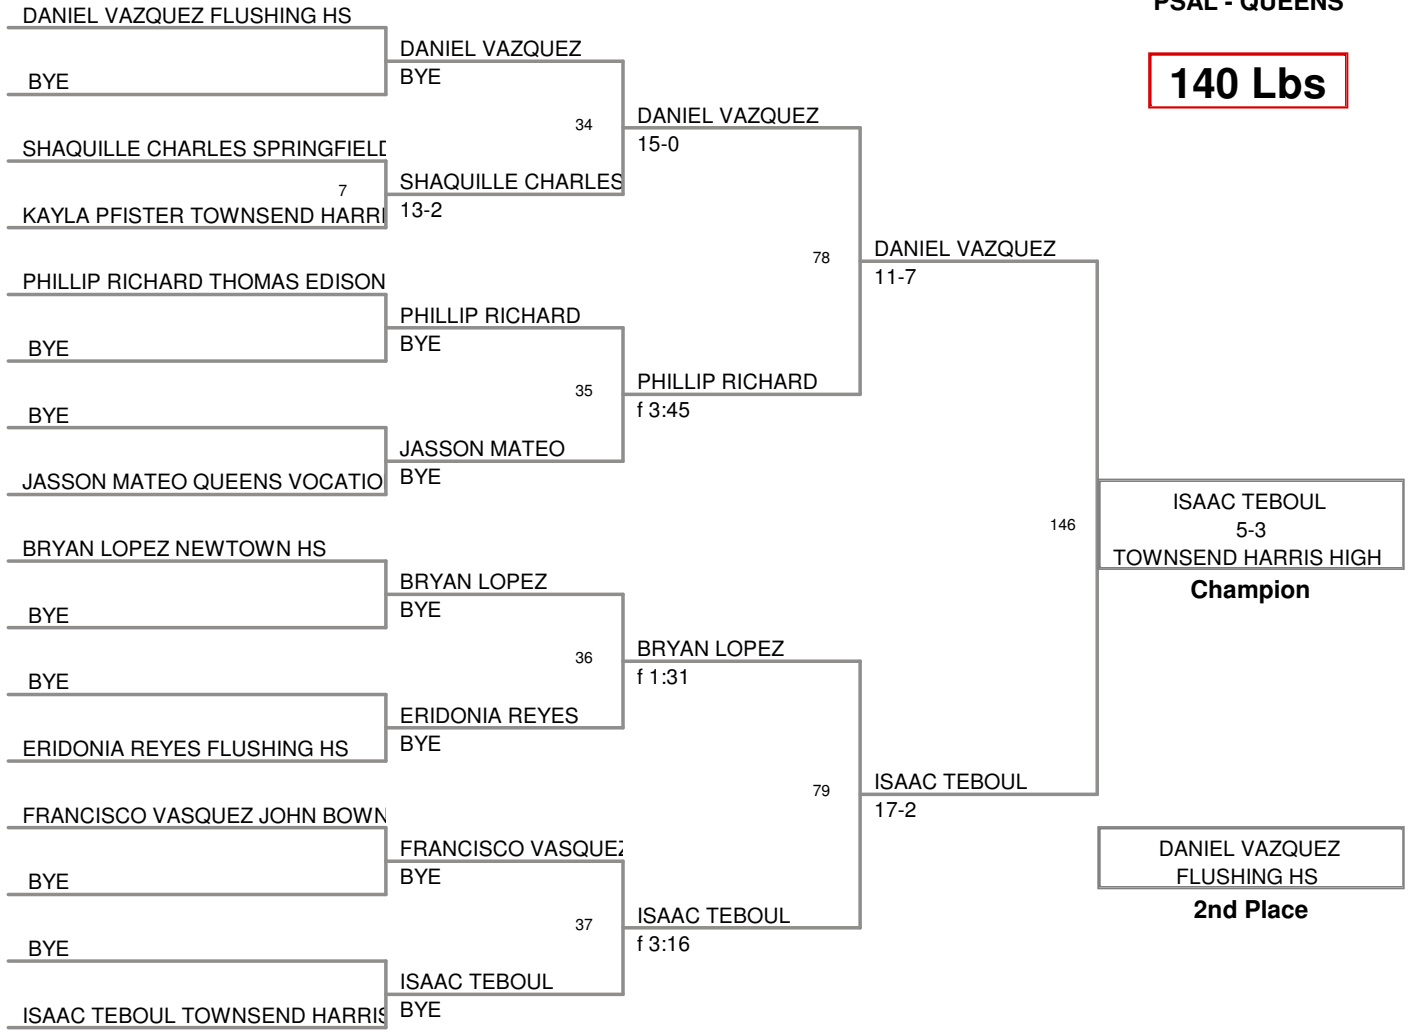 PSAL - QUEENS
140 Lbs
DANIEL VAZQUEZ FLUSHING HS
BYE
SHAQUILLE CHARLES SPRINGFIELD
7
KAYLA PFISTER TOWNSEND HARRI
PHILLIP RICHARD THOMAS EDISON
BYE
BYE
JASSON MATEO QUEENS VOCATIO
BRYAN LOPEZ NEWTOWN HS
BYE
BYE
ERIDONIA REYES FLUSHING HS
FRANCISCO VASQUEZ JOHN BOWN
BYE
BYE
ISAAC TEBOUL TOWNSEND HARRIS
DANIEL VAZQUEZ
BYE
34
SHAQUILLE CHARLES
13-2
PHILLIP RICHARD
BYE
35
JASSON MATEO
BYE
BRYAN LOPEZ
BYE
36
ERIDONIA REYES
BYE
FRANCISCO VASQUEZ
BYE
37
ISAAC TEBOUL
BYE
DANIEL VAZQUEZ
15-0
78
PHILLIP RICHARD
f 3:45
BRYAN LOPEZ
f 1:31
79
ISAAC TEBOUL
f 3:16
DANIEL VAZQUEZ
11-7
146
ISAAC TEBOUL
17-2
ISAAC TEBOUL
5-3
TOWNSEND HARRIS HIGH
Champion
DANIEL VAZQUEZ
FLUSHING HS
2nd Place